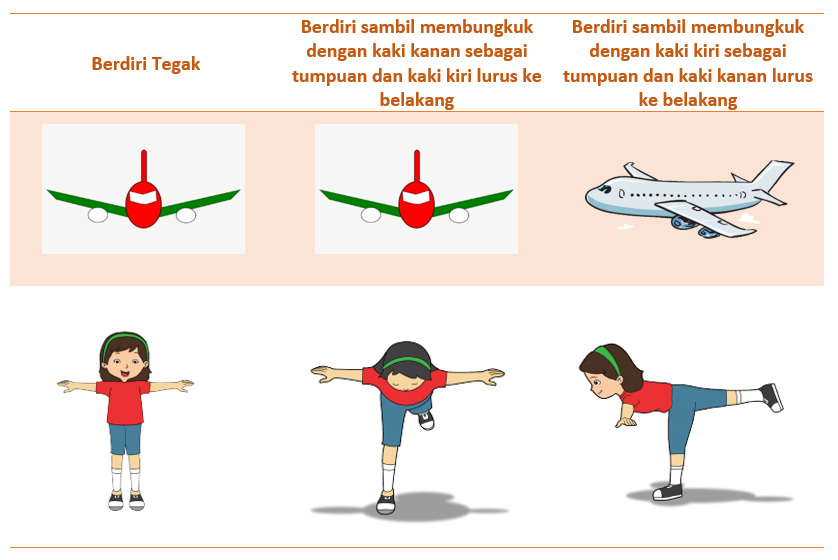 Berdiri Tegak
Berdiri sambil membungkuk
dengan kaki kanan sebagai
tumpuan dan kaki kiri lurus ke
belakang
Berdiri sambil membungkuk
dengan kaki kiri sebagai
tumpuan dan kaki kanan lurus
ke belakang